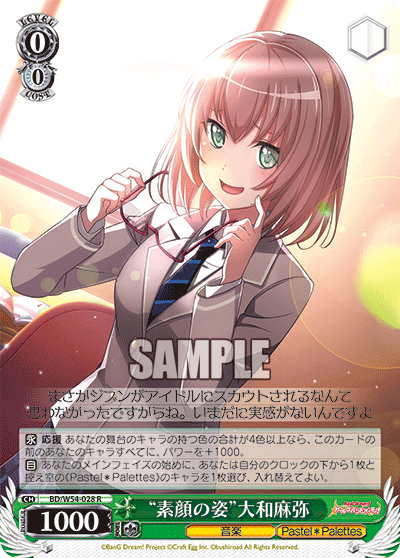 LEVEL
0
0
COST
SAMPLE
まさかジブンがアイドルにスカウトされるなんて
思わなかったですからね。いまだに実感がないんですよ
永 応援 あなたの舞台のキャラの持つ色の合計が4色以上なら、このカード
の前のあなたのキャラすべてに、パワーを+1000。
自 あなたのメインフェイズの始めに、あなたは自分のクロックの下から1枚と
控え室の《Pastel＊Palettes》のキャラを1枚選び、入れ替えてよい。
CH
BD/W54-028 R
1000
“素顔の姿”大和麻弥
音楽
Pastel＊Palettes
©BanG Dream! Project ©Craft Egg Inc. ©bushiroad All Rights Reserved.